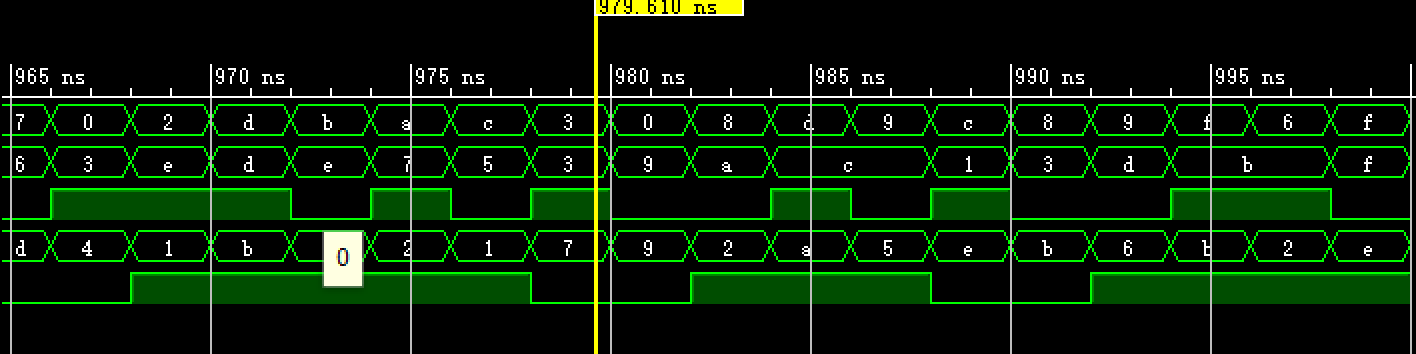 979.610 ns
965 ns 970 ns 975 ns 980 ns 985 ns 990 ns 995 ns
7 0 2 d b a c 3 0 8 d 9 c 8 9 f 6 f
6 3 e d e 7 5 3 9 a c 1 3 d b f
d 4 1 b 2 1 7 9 2 a 5 e b 6 b 2 e
0